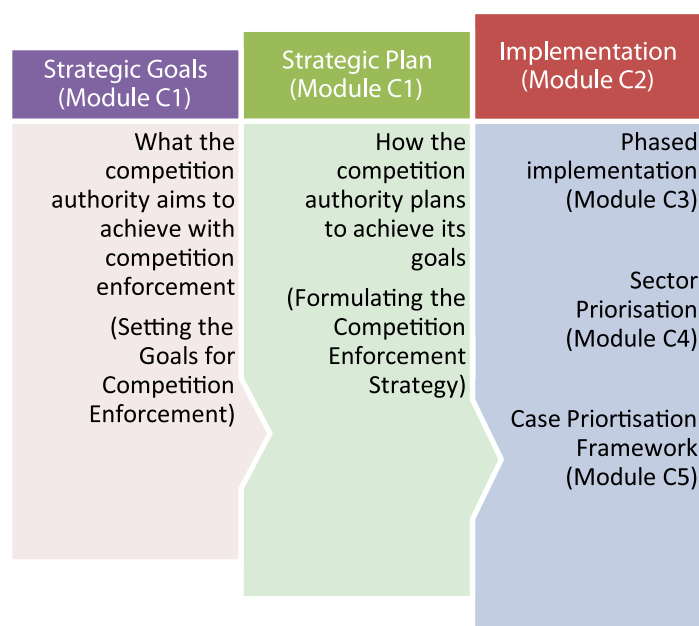 Strategic Goals
(Module C1)
What the
competition
authority aims to
achieve with
competition
enforcement
(Setting the
Goals for
Competition
Enforcement)
Strategic Plan
(Module C1)
How the
competition
authority plans
to achieve its
goals
(Formulating the
Competition
Enforcement
Strategy)
Implementation
(Module C2)
Phased
implementation
(Module C3)
Sector
Priorisation
(Module C4)
Case Priortisation
Framework
(Module C5)